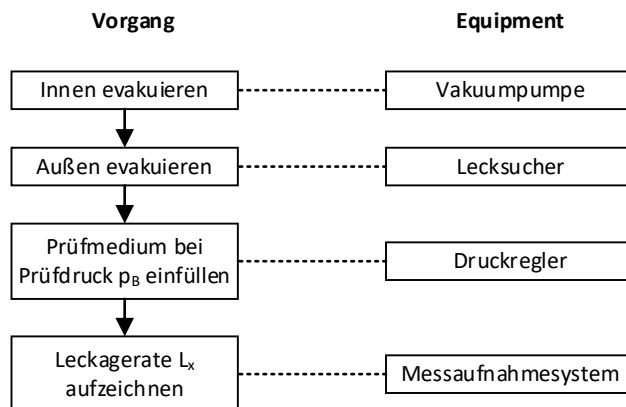 Vorgang
Equipment
Innen evakuieren
Vakuumpumpe
Außen evakuieren
Lecksucher
Prüfmedium bei
Prüfdruck pB einfüllen
Druckregler
Leckagerate Lx
aufzeichnen
Messaufnahmesystem